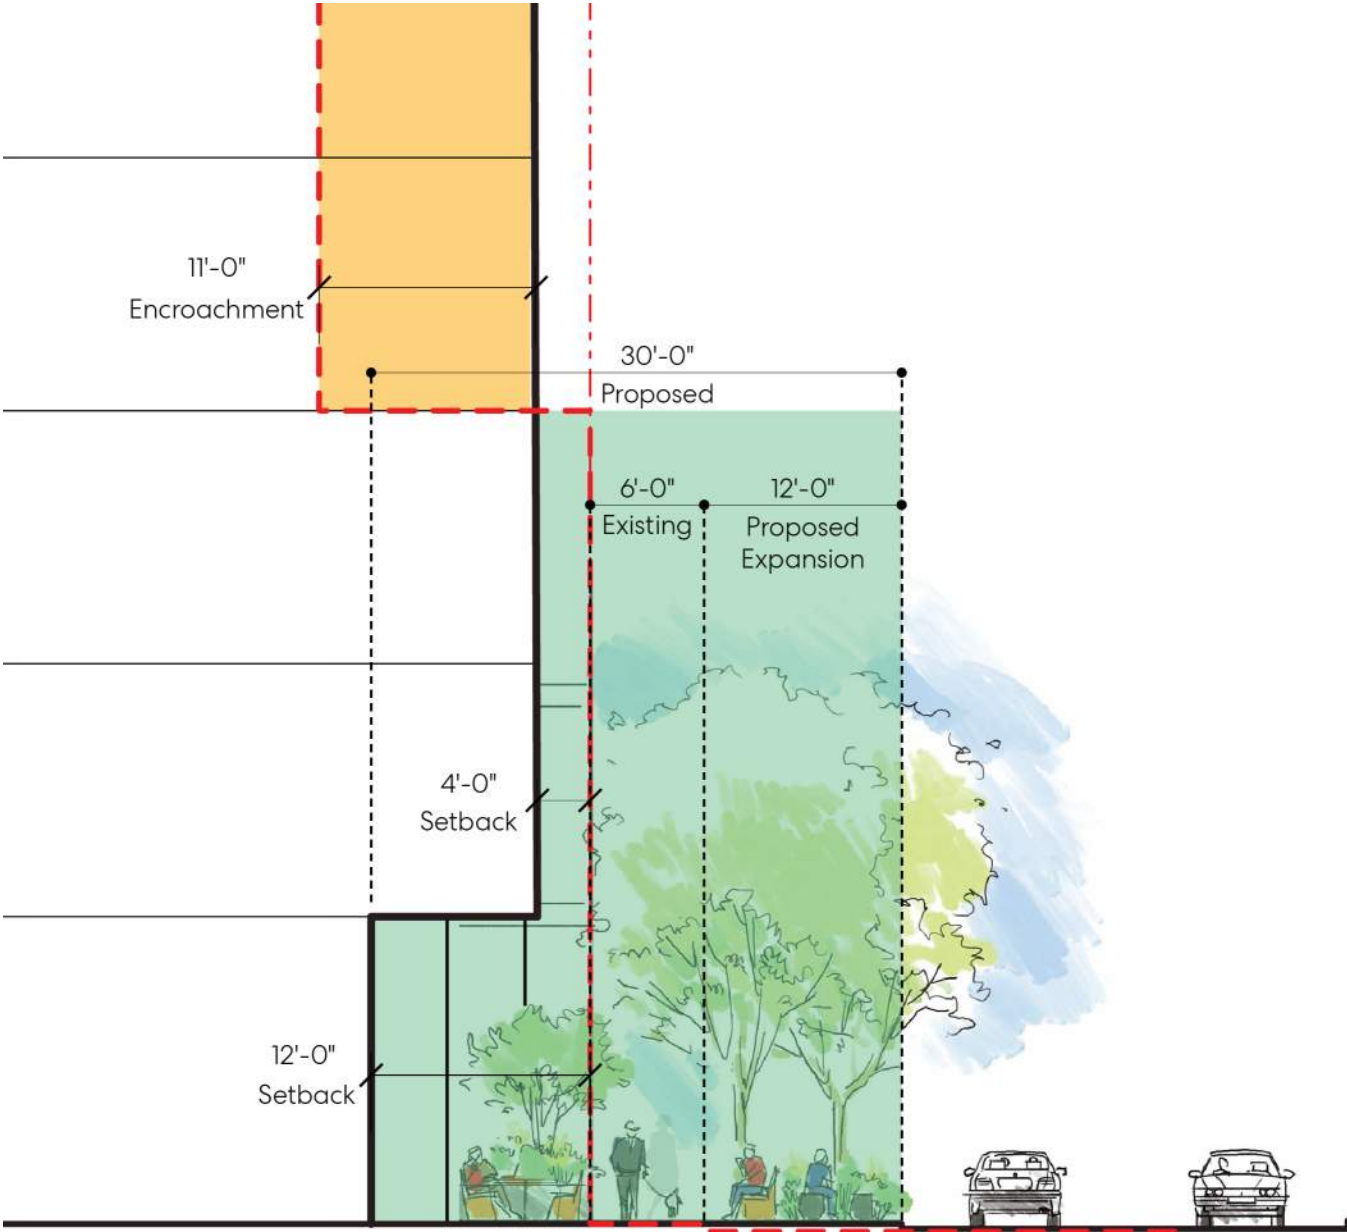 11'-0"
Encroachment
30'-0"
Proposed
6'-0"
Existing
12'-0"
Proposed
Expansion
4'-0"
Setback
12'-0"
Setback